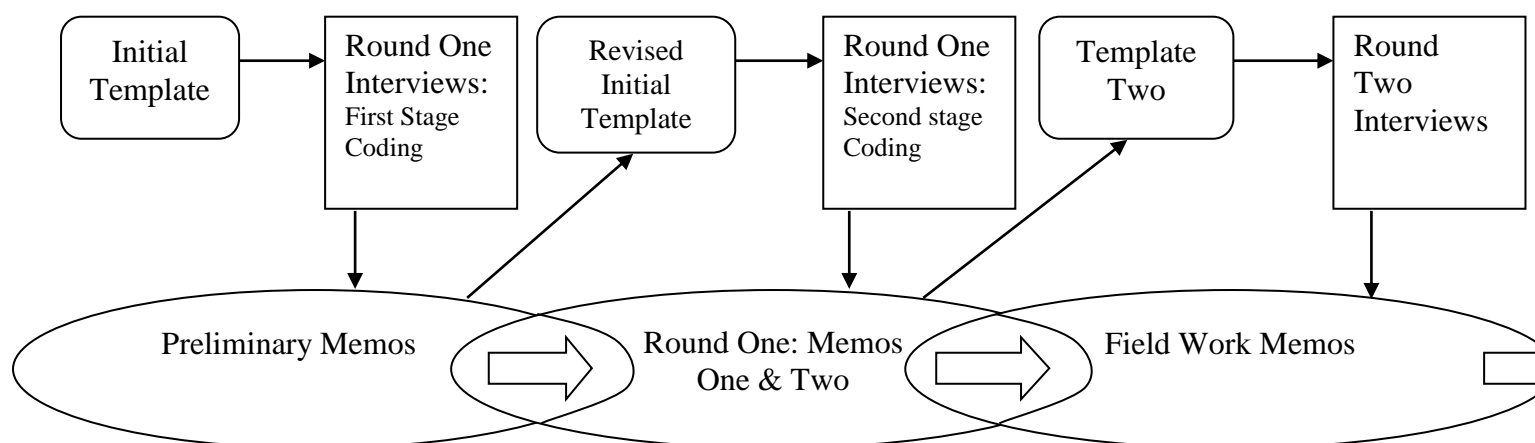 Initial
Template
Round One
Interviews:
First Stage
Coding
Revised
Initial
Template
Round One
Interviews:
Second stage
Coding
Template
Two
Round
Two
Interviews
Preliminary Memos
Round One: Memos
One & Two
Field Work Memos